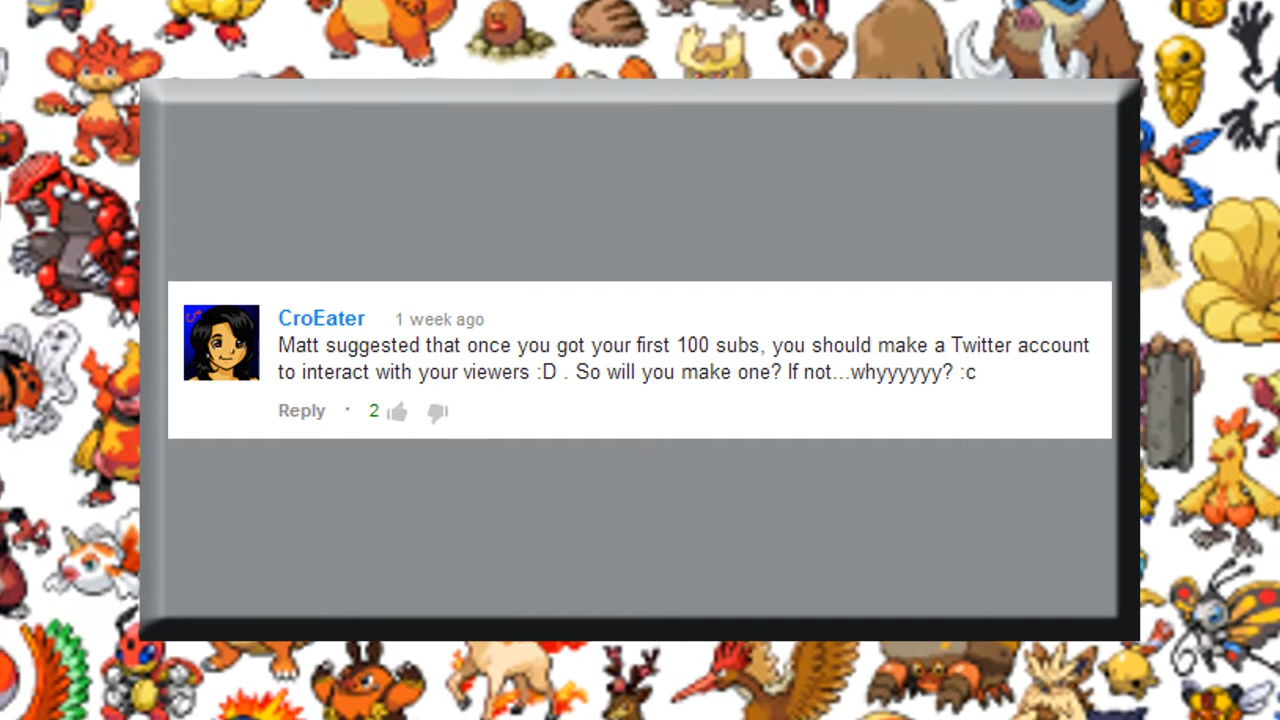 CroEater 1 week ago
Matt suggested that once you got your first 100 subs, you should make a Twitter account
to interact with your viewers :D . So will you make one? If not...whyyyyyy? :c
Reply · 2